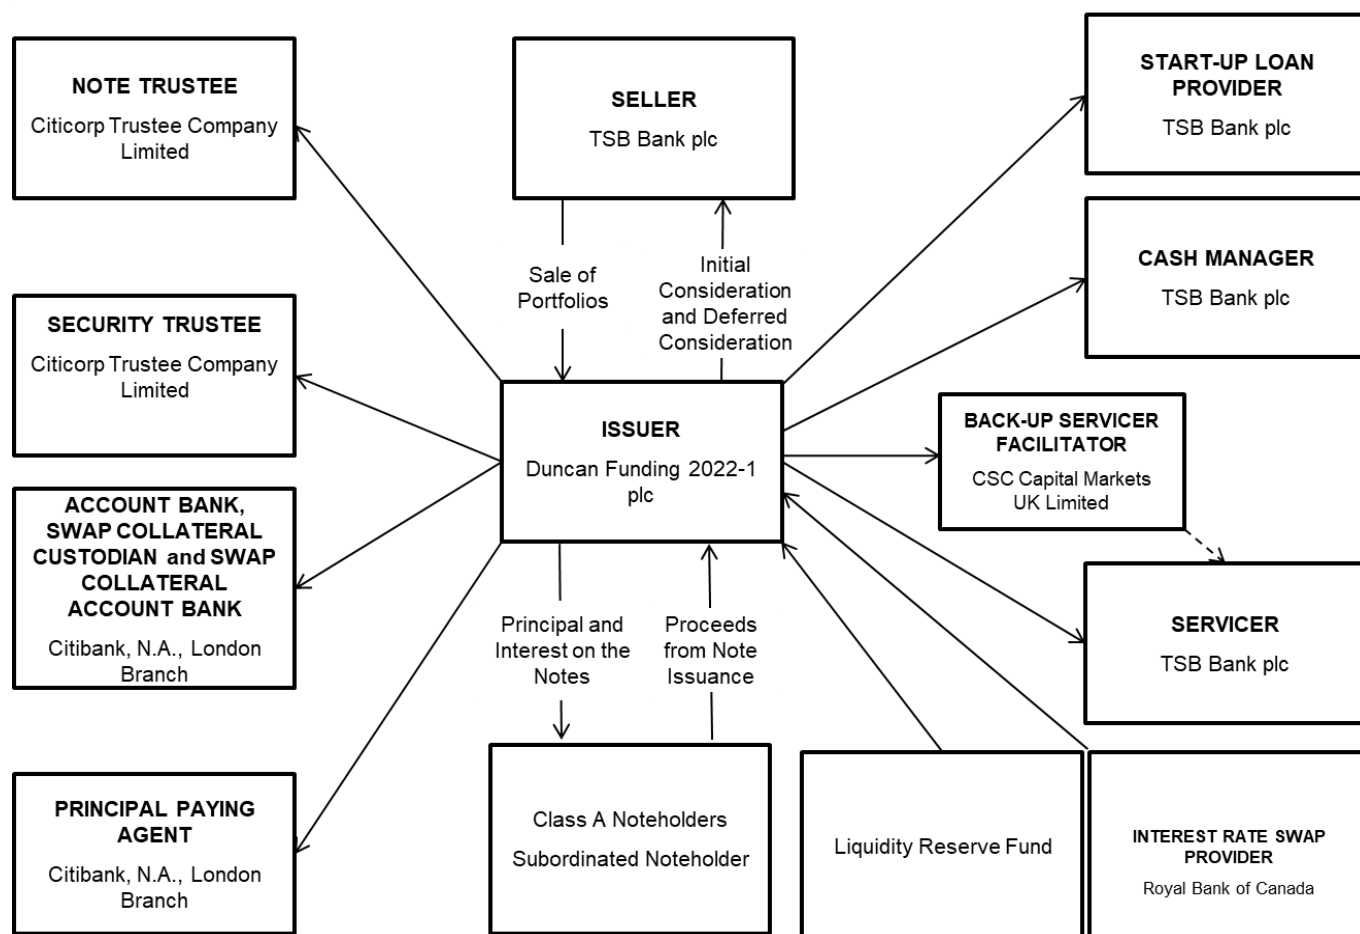 NOTE TRUSTEE
Citicorp Trustee Company
Limited
SELLER
TSB Bank plc
START-UP LOAN
PROVIDER
TSB Bank plc
CASH MANAGER
TSB Bank plc
Sale of
Portfolios
Initial
Consideration
and Deferred
Consideration
SECURITY TRUSTEE
Citicorp Trustee Company
Limited
ISSUER
Duncan Funding 2022-1
plc
BACK-UP SERVICER
FACILITATOR
CSC Capital Markets
UK Limited
ACCOUNT BANK,
SWAP COLLATERAL
CUSTODIAN and SWAP
COLLATERAL
ACCOUNT BANK
Citibank, N.A., London
Branch
Principal and
Interest on the
Notes
Proceeds
from Note
Issuance
SERVICER
TSB Bank plc
PRINCIPAL PAYING
AGENT
Citibank, N.A., London
Branch
Class A Noteholders
Subordinated Noteholder
Liquidity Reserve Fund
INTEREST RATE SWAP
PROVIDER
Royal Bank of Canada